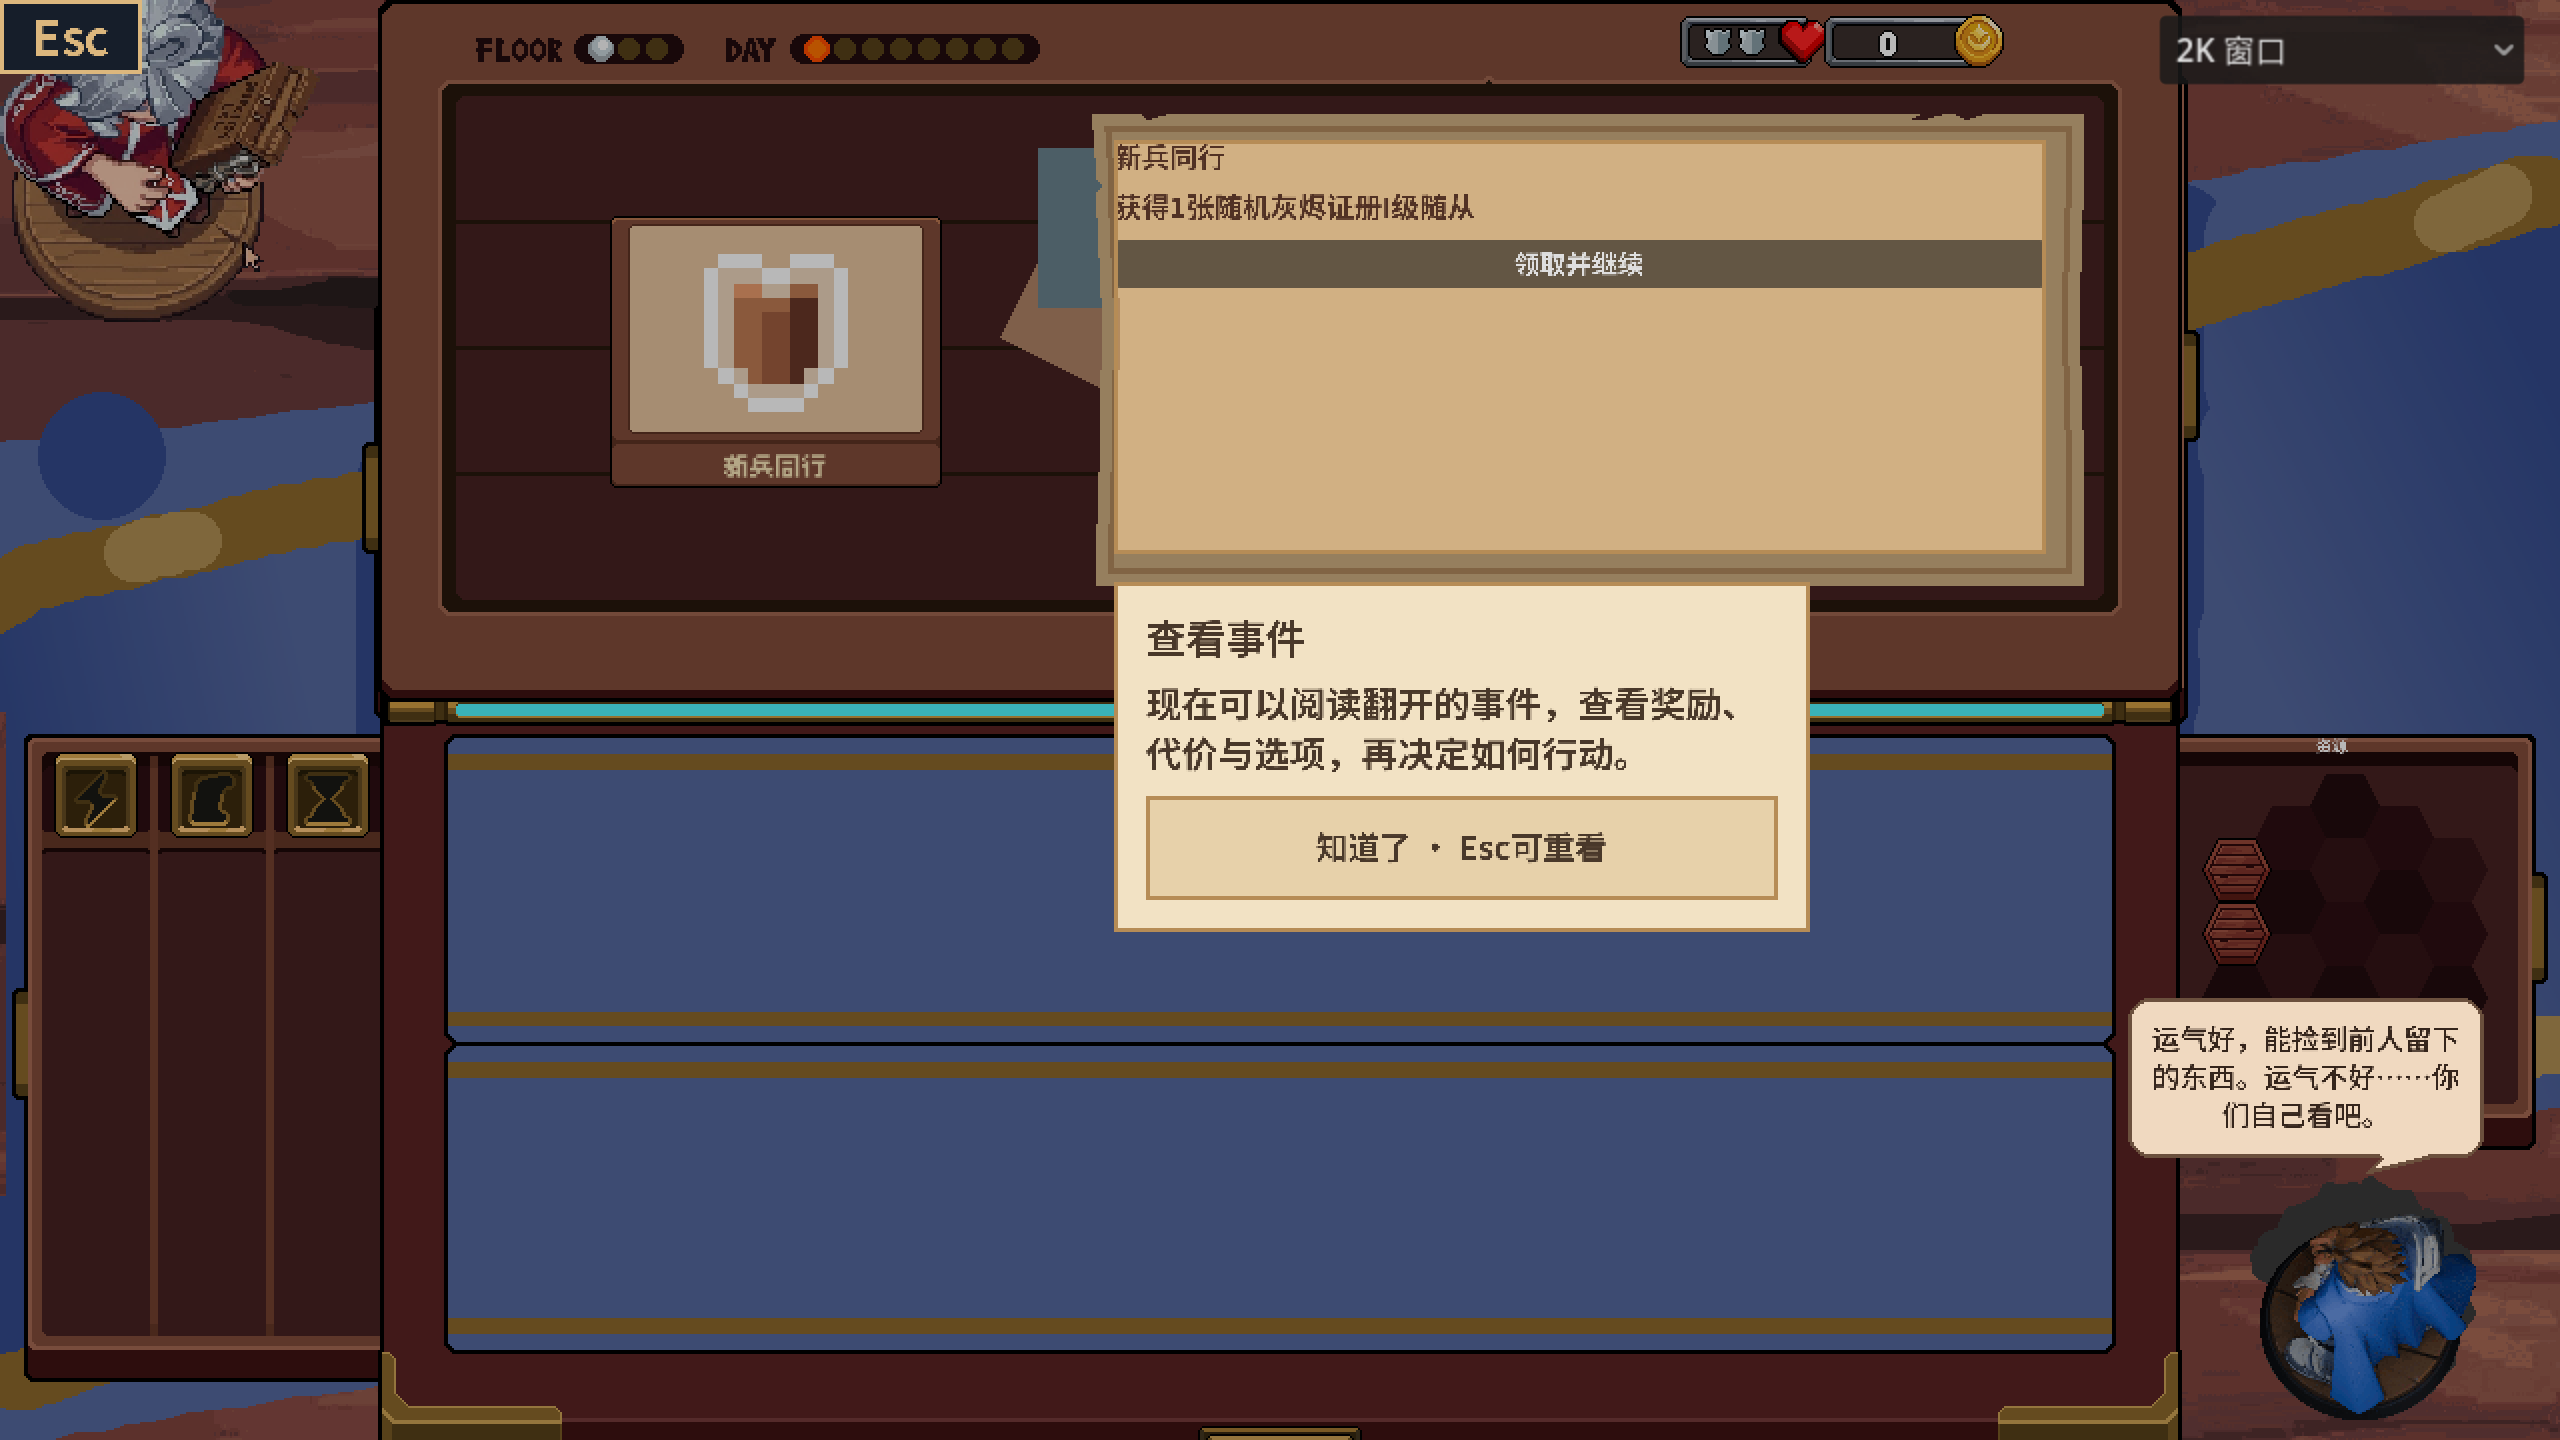 Esc
FLOOR
DAY
0
2K 窗口
新兵同行
获得1张随机灰烬证册I级随从
领取并继续
新兵同行
查看事件
现在可以阅读翻开的事件，查看奖励、
代价与选项，再决定如何行动。
知道了 · Esc可重看
资源
运气好，能捡到前人留下
的东西。运气不好……你
们自己看吧。